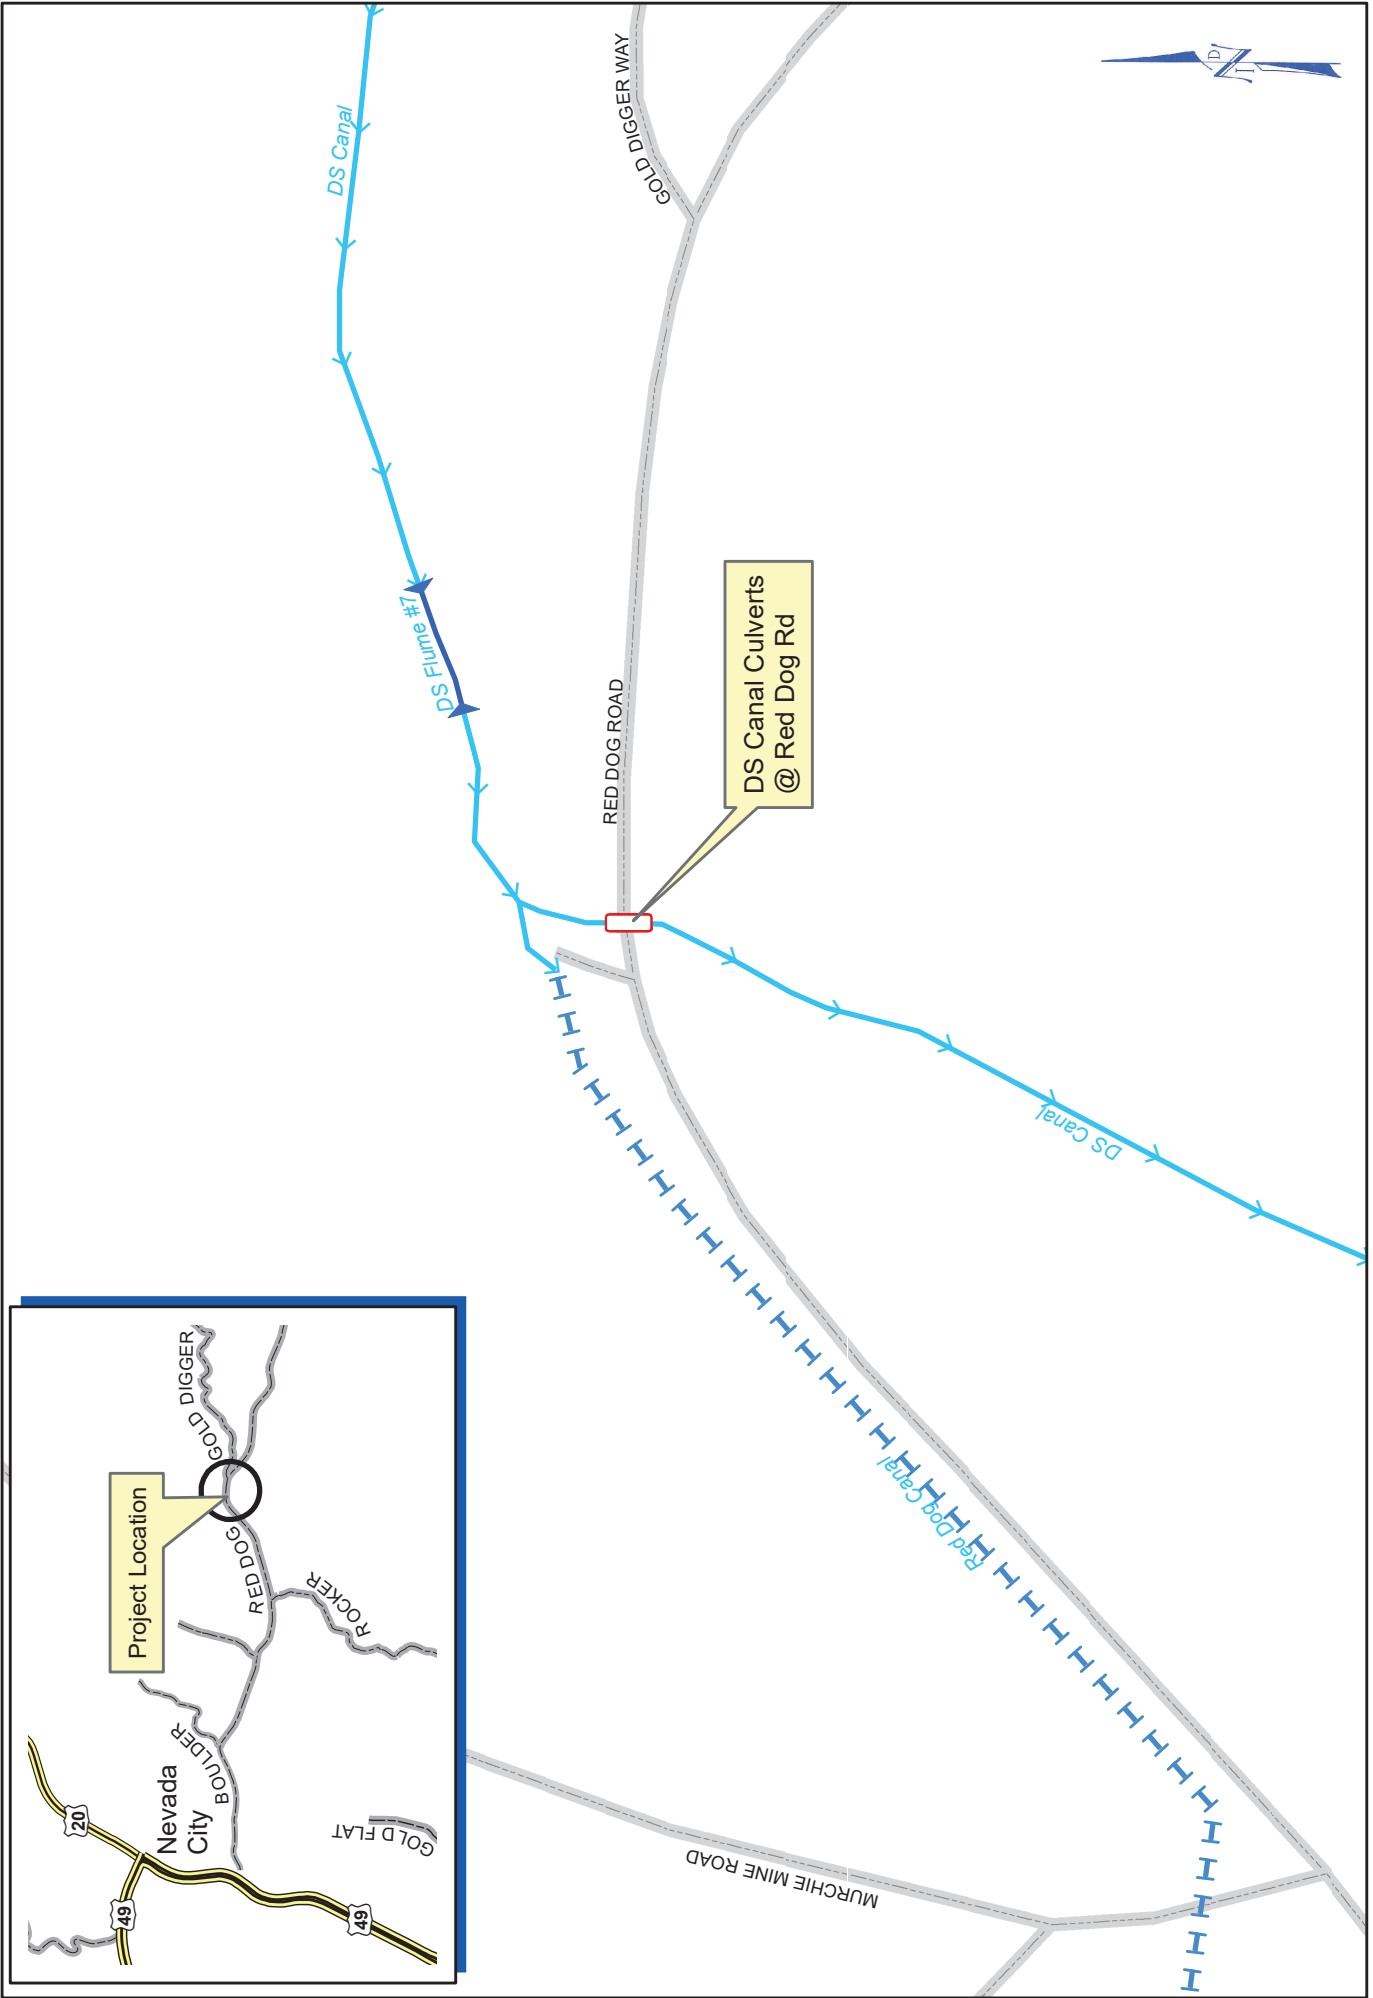 DS Canal
GOLD DIGGER WAY
N
I
D
DS Flume #7
RED DOG ROAD
DS Canal Culverts
@ Red Dog Rd
DS Canal
Red Dog Canal
MURCHIE MINE ROAD
Project Location
GOLD DIGGER
RED DOG
ROCKER
BOULDER
Nevada
City
GOLD FLAT
20
49
49